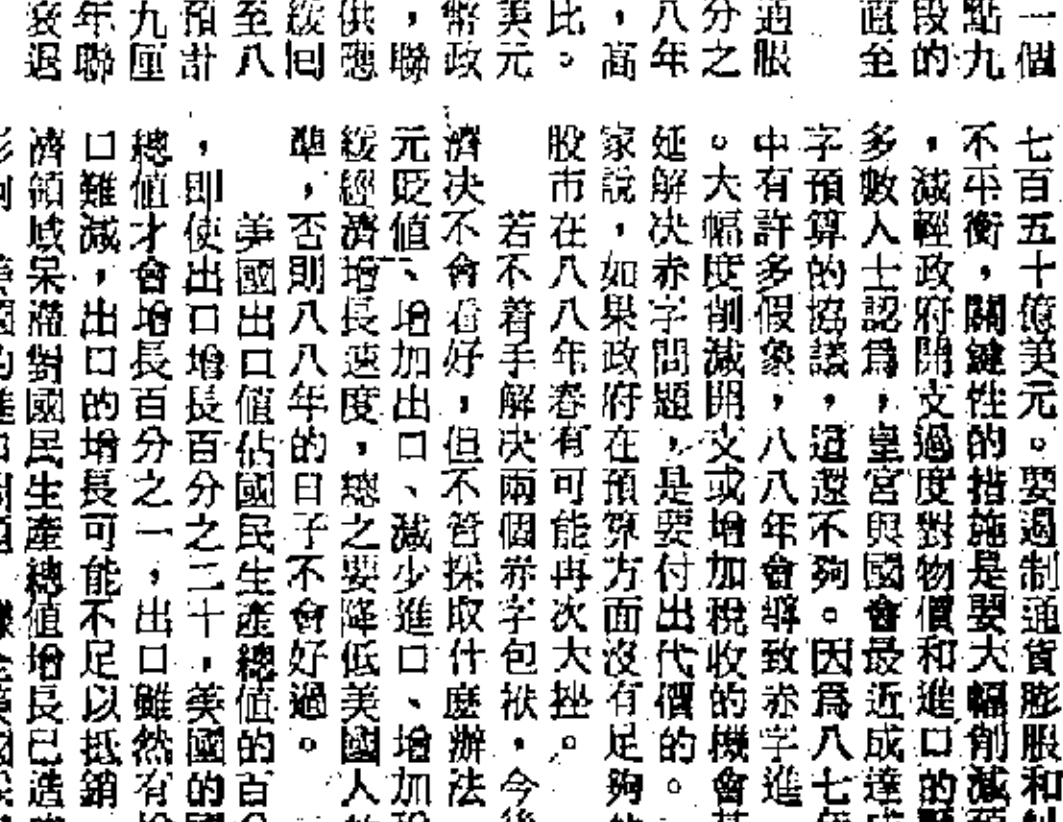 一個
點九
段的
直至
通脹
分之
八年
，高
比。
美元
幣政
，聯
供應
緩回
至八
預計
九厘
年聯
衰退
七百五十億美元。要遏制通貨膨脹和
不平衡，關鍵性的措施是要大幅削減預
，減輕政府開支過度對物價和進口的
多數人士認爲，皇宮與國會最近成達
字預算的協議，這還不夠。因爲八七
中有許多假象，八八年會導致赤字進
。大幅度削減開支或增加稅收的機會
延解决赤字問題，是要付出代價的。
家說，如果政府在預算方面沒有足夠
股市在八八年春有可能再次大挫。
若不着手解决兩個赤字包袱，今後
濟决不會看好，但不管採取什麽辦法
元貶值、增加出口、減少進口、增加
緩經濟增長速度，總之要降低美國人
準，否則八八年的日子不會好過。
美國出口值佔國民生產總值的百
，即使出口增長百分之二十，美國的
總值才會增長百分之一，出口雖然有
口難減，出口的增長可能不足以抵銷
濟領域呆滯對國民生產總值增長已造